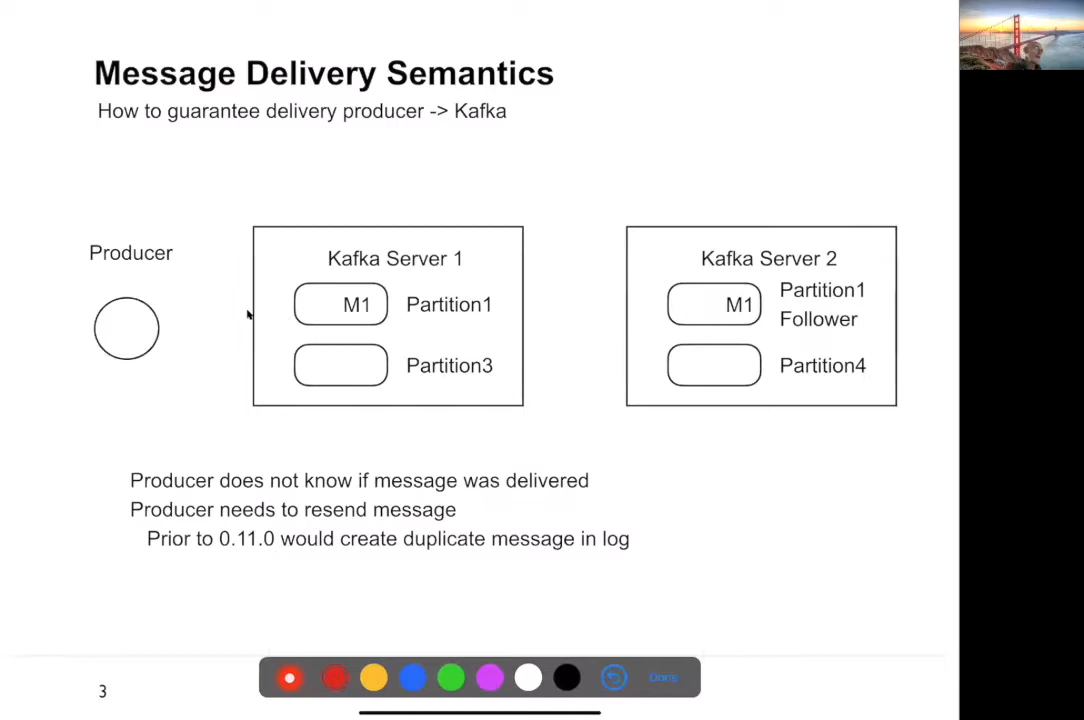 Message Delivery Semantics
How to guarantee delivery producer -> Kafka
Producer
Kafka Server 1
M1 Partition1
Partition3
Kafka Server 2
M1 Partition1
Follower
Partition4
Producer does not know if message was delivered
Producer needs to resend message
Prior to 0.11.0 would create duplicate message in log
3
Done